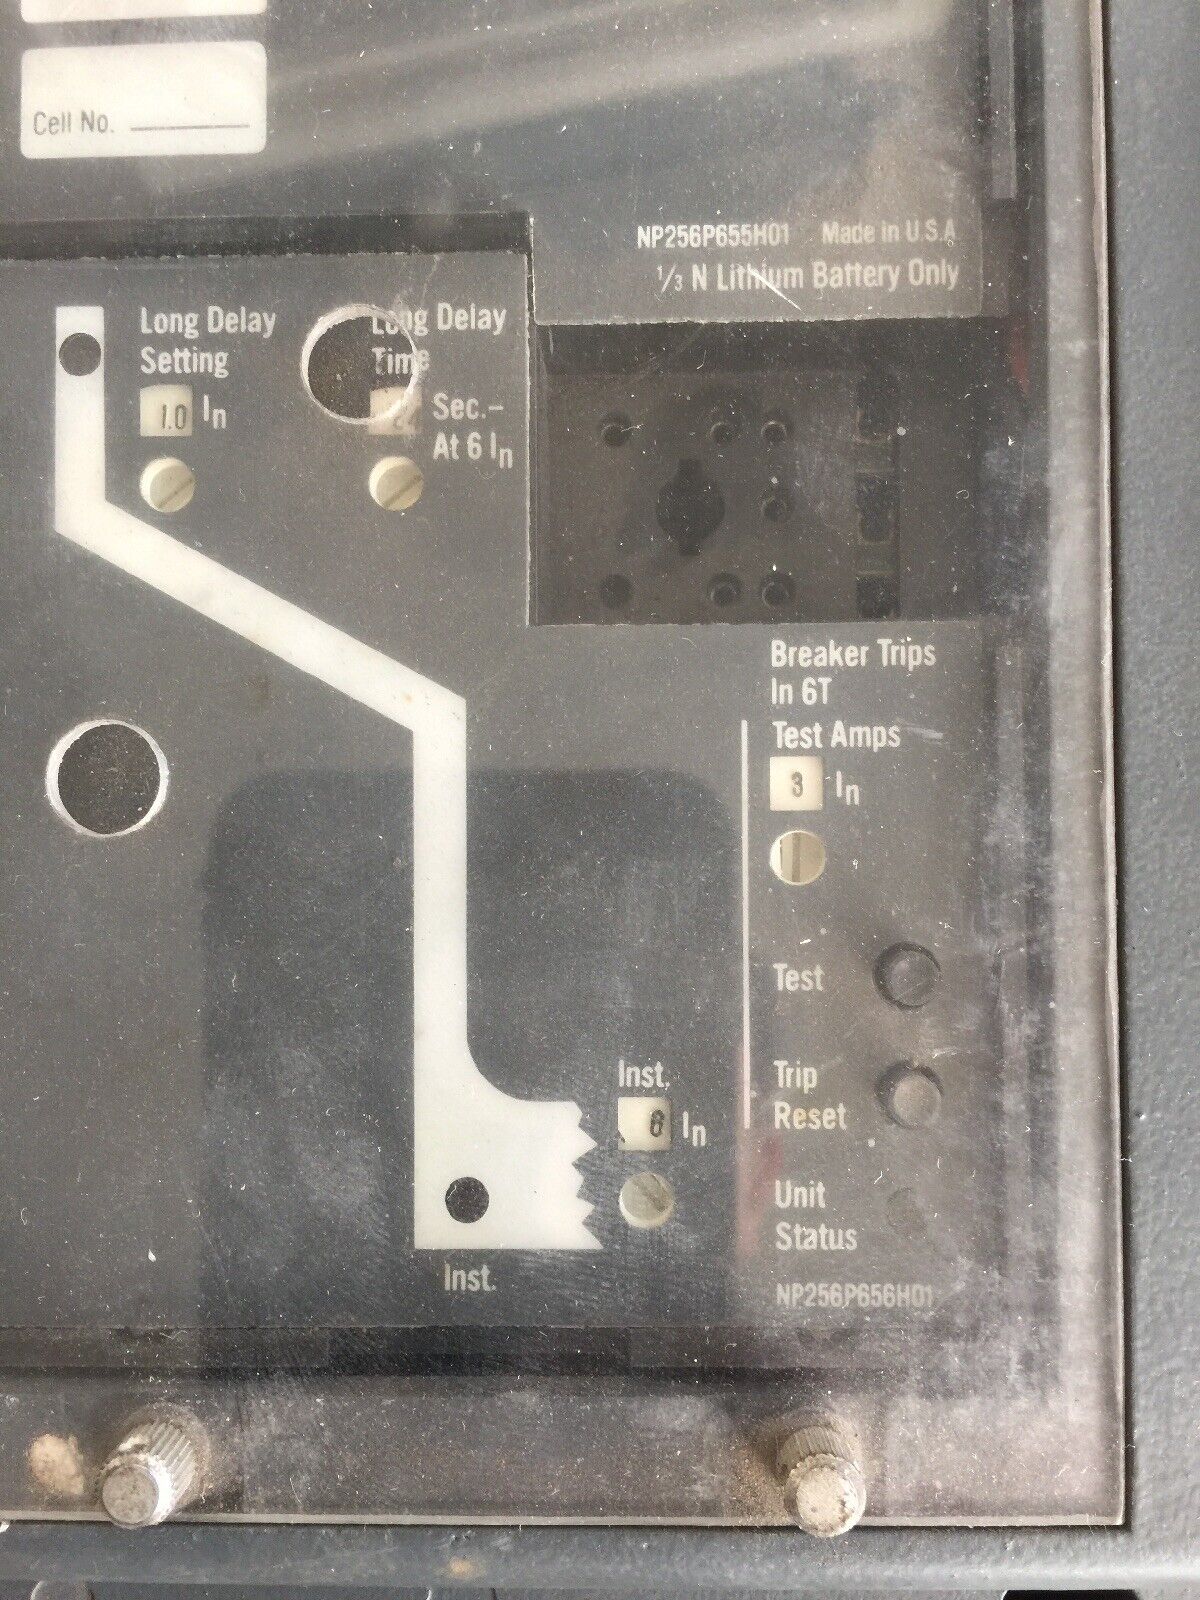 Cell No.
NP256P655H01 Made in U.S.A.
1/3 N Lithium Battery Only
Long Delay
Setting
1.0 In
Long Delay
Time
Sec.-
At 6 In
Breaker Trips
In 6T
Test Amps
3 In
Test
Inst.
6 In
Trip
Reset
Unit
Status
Inst.
NP256P656H01